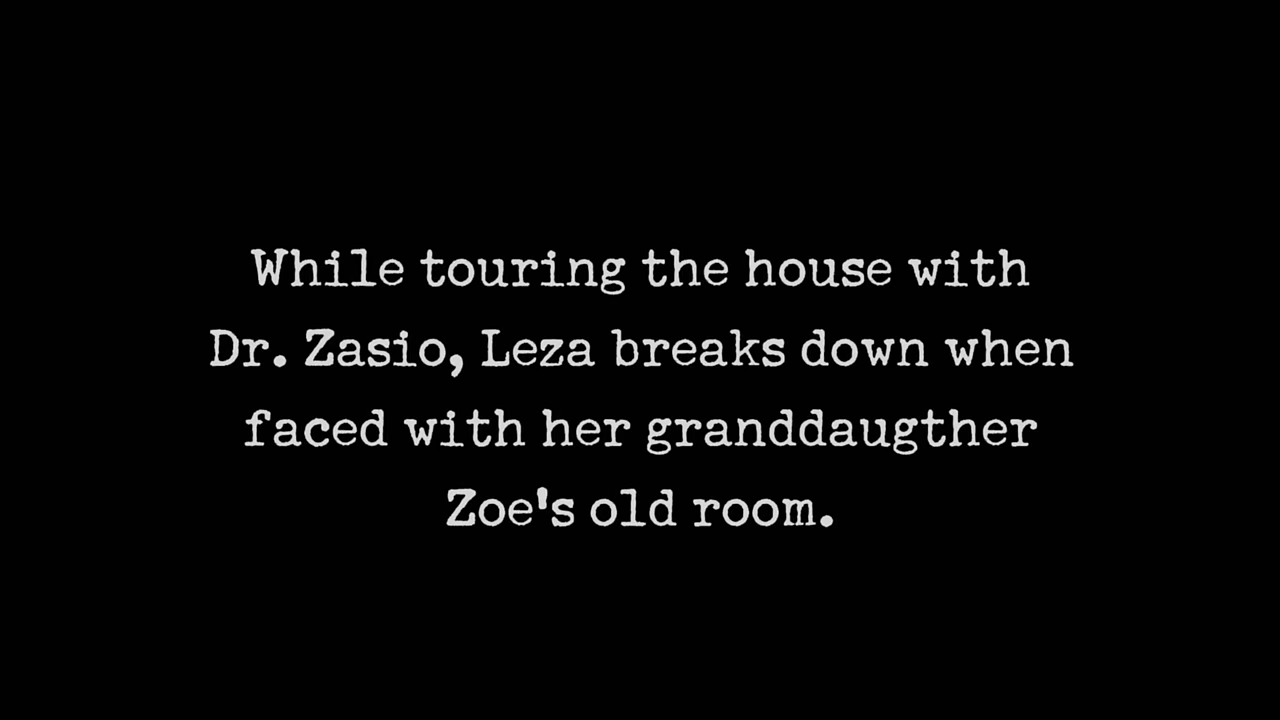 While touring the house with
Dr. Zasio, Leza breaks down when
faced with her granddaugther
Zoe's old room.